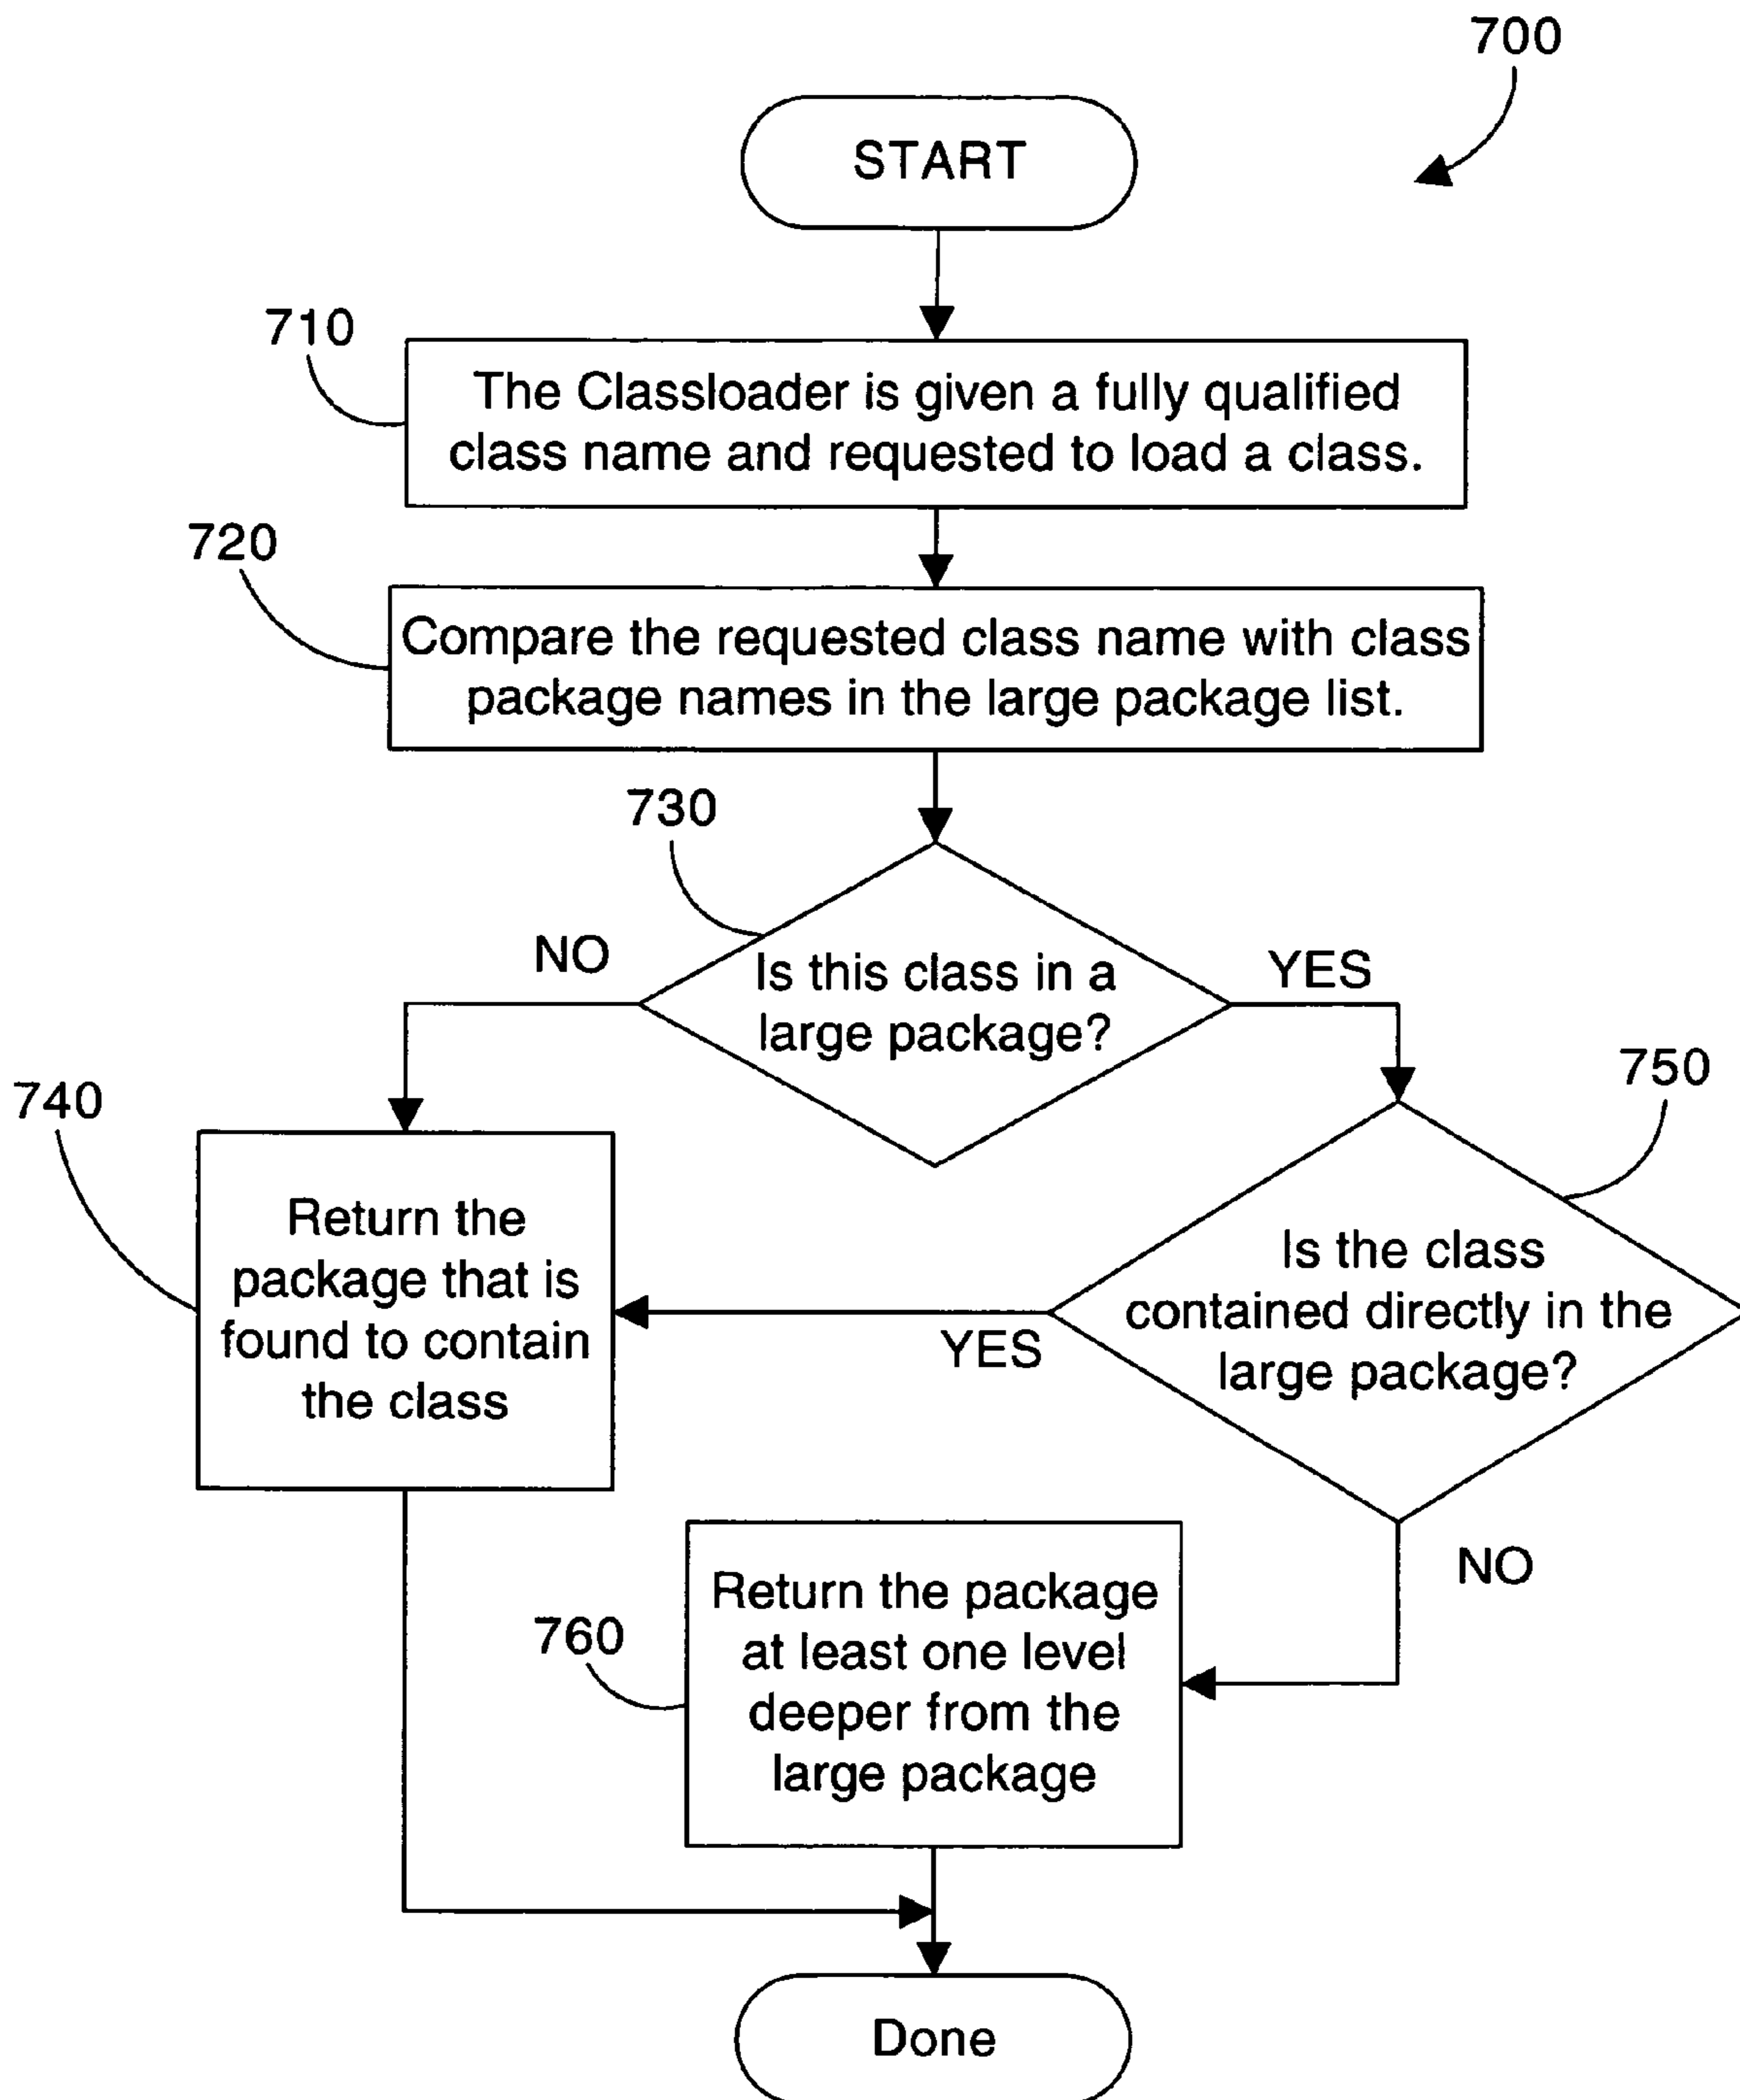 700
START
710
The Classloader is given a fully qualified
class name and requested to load a class.
720
Compare the requested class name with class
package names in the large package list.
730
NO
Is this class in a
large package?
YES
750
740
Return the
package that is
found to contain
the class
Is the class
contained directly in the
large package?
YES
NO
760
Return the package
at least one level
deeper from the
large package
Done